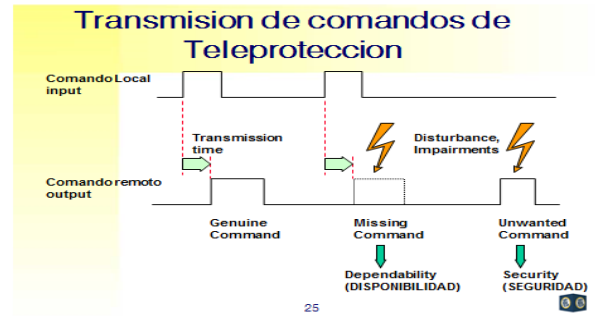 Transmision de comandos de
Teleproteccion
Comando Local
input
Transmission
time
Disturbance,
Impairments
Comando remoto
output
Genuine
Command
Missing
Command
Unwanted
Command
Dependability
(DISPONIBILIDAD)
Security
(SEGURIDAD)
25